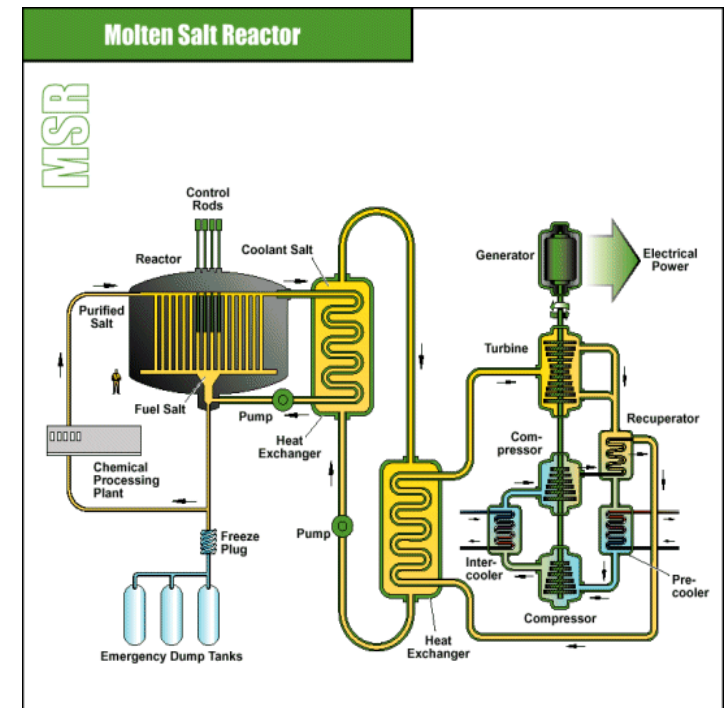 Molten Salt Reactor
MSR
Control
Rods
Reactor
Coolant Salt
Generator
Electrical
Power
Purified
Salt
Turbine
Fuel Salt
Pump
Heat
Exchanger
Recuperator
Com-
pressor
Chemical
Processing
Plant
Freeze
Plug
Pump
Inter-
cooler
Pre-
cooler
Compressor
Heat
Exchanger
Emergency Dump Tanks